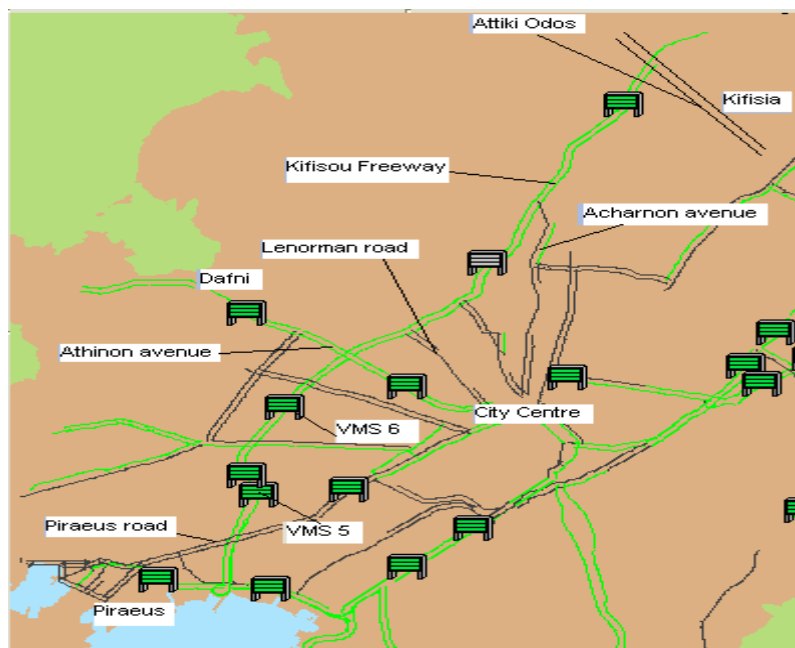 Attiki Odos
Kifisia
Kifisou Freeway
Acharnon avenue
Lenorman road
Dafni
Athinon avenue
City Centre
VMS 6
Piraeus road
VMS 5
Piraeus